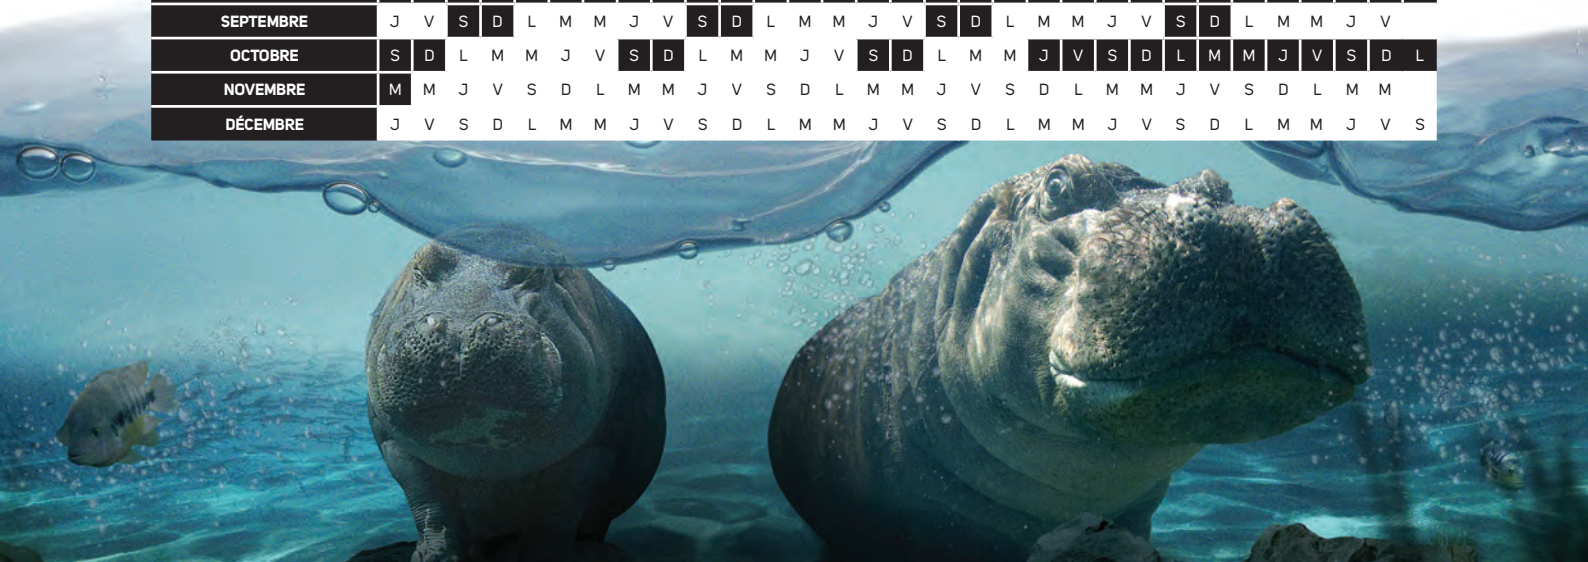 SEPTEMBRE J V S D L M M J V S D L M M J V S D L M M J V S D L M M J V
OCTOBRE S D L M M J V S D L M M J V S D L M M J V S D L M M J V S D L
NOVEMBRE M M J V S D L M M J V S D L M M J V S D L M M J V S D L M M
DÉCEMBRE J V S D L M M J V S D L M M J V S D L M M J V S D L M M J V S